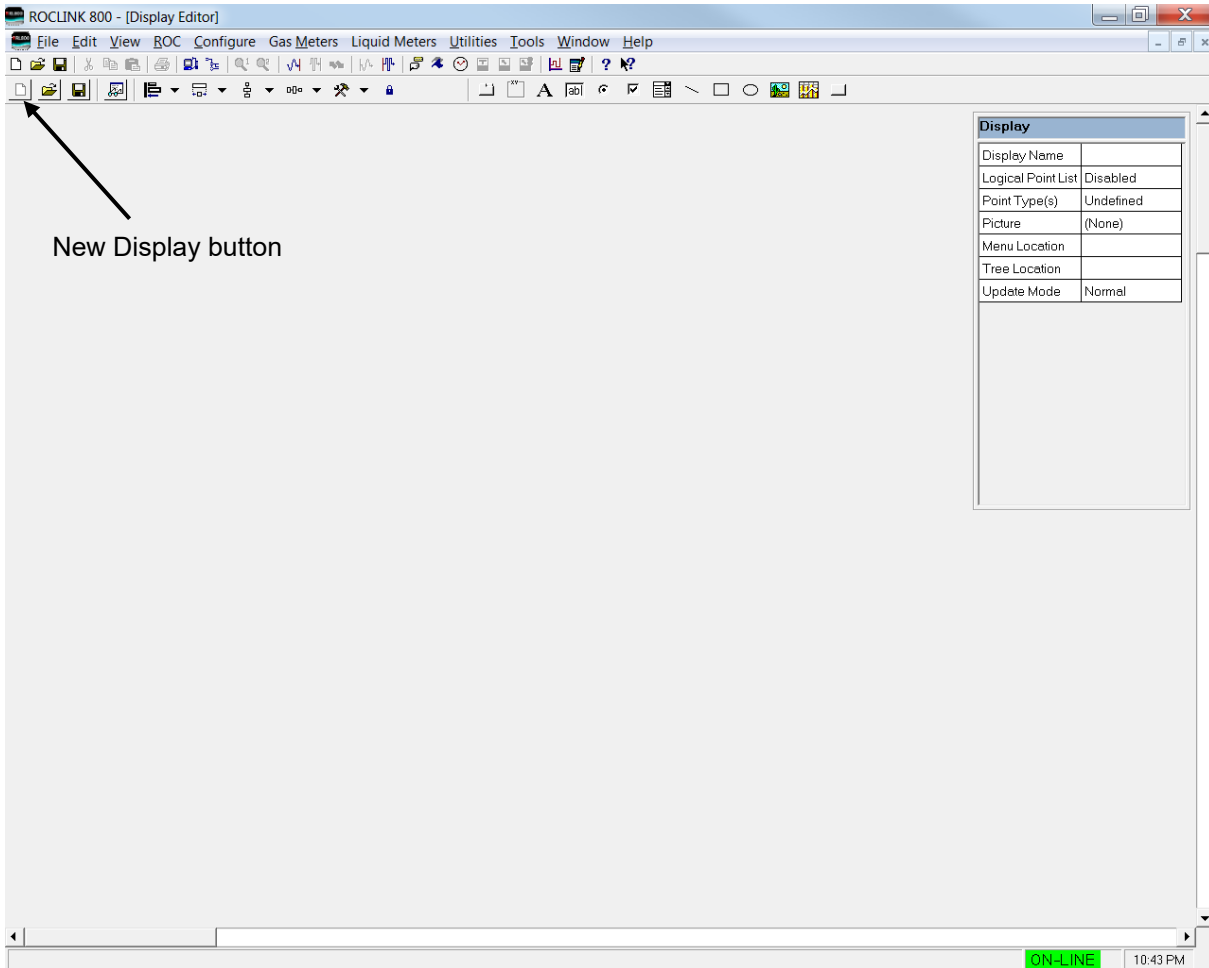 ROCLINK 800 - [Display Editor]
File Edit View ROC Configure Gas Meters Liquid Meters Utilities Tools Window Help
A ab|
New Display button
Display
Display Name
Logical Point List Disabled
Point Type(s) Undefined
Picture (None)
Menu Location
Tree Location
Update Mode Normal
ON-LINE 10:43 PM